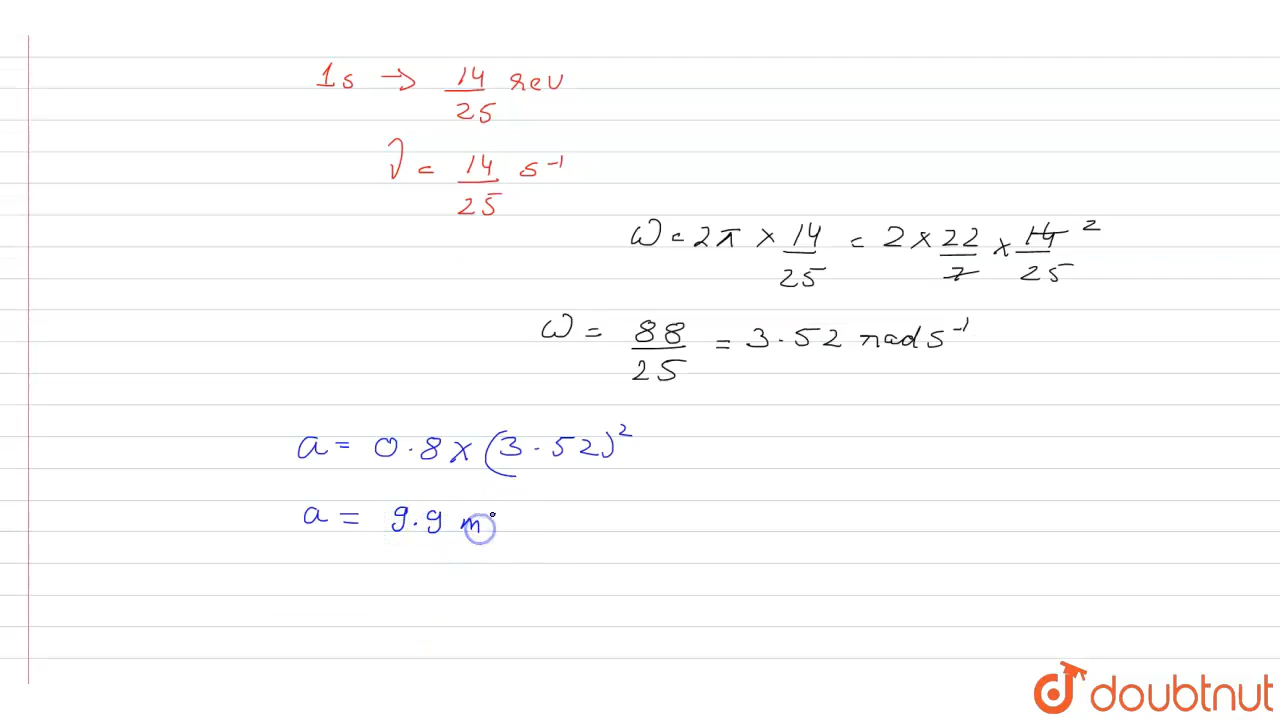 1s → 14/25 rev
ν = 14/25 s⁻¹
ω = 2π × 14/25 = 2 × 22/7 × 14/25 2
ω = 88/25 = 3.52 rad s⁻¹
a = 0.8 × (3.52)²
a = 9.9 m
doubtnut